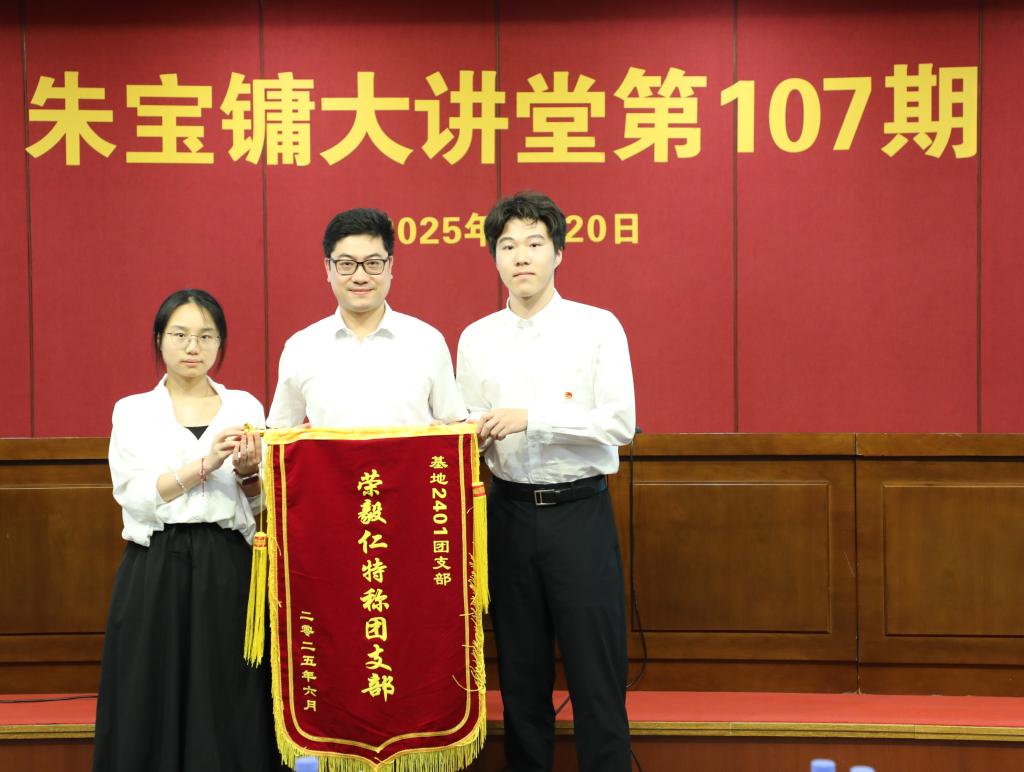 朱宝镛大讲堂第107期
2025年 20日
基地2401团支部
荣毅仁特称团支部
二零二五年六月